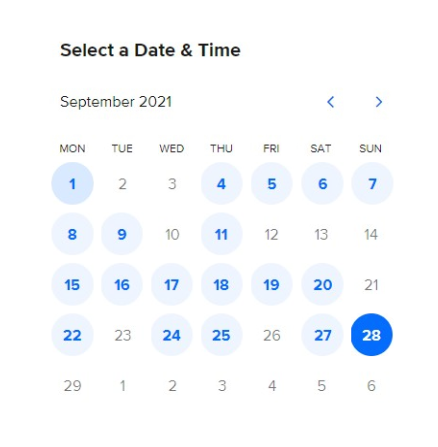 Select a Date & Time
September 2021
MON TUE WED THU FRI SAT SUN
1 2 3 4 5 6 7
8 9 10 11 12 13 14
15 16 17 18 19 20 21
22 23 24 25 26 27 28
29 1 2 3 4 5 6